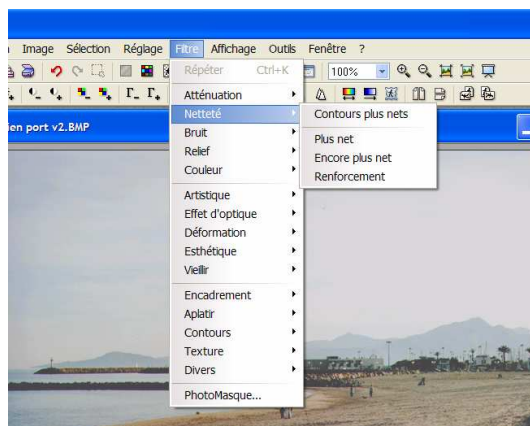 Image Sélection Réglage Filtre Affichage Outils Fenêtre ?
100%
ien port v2.BMP
Répéter Ctrl+K
Atténuation
Netteté
Bruit
Relief
Couleur
Artistique
Effet d'optique
Déformation
Esthétique
Vieillir
Encadrement
Aplatir
Contours
Texture
Divers
PhotoMasque...
Contours plus nets
Plus net
Encore plus net
Renforcement